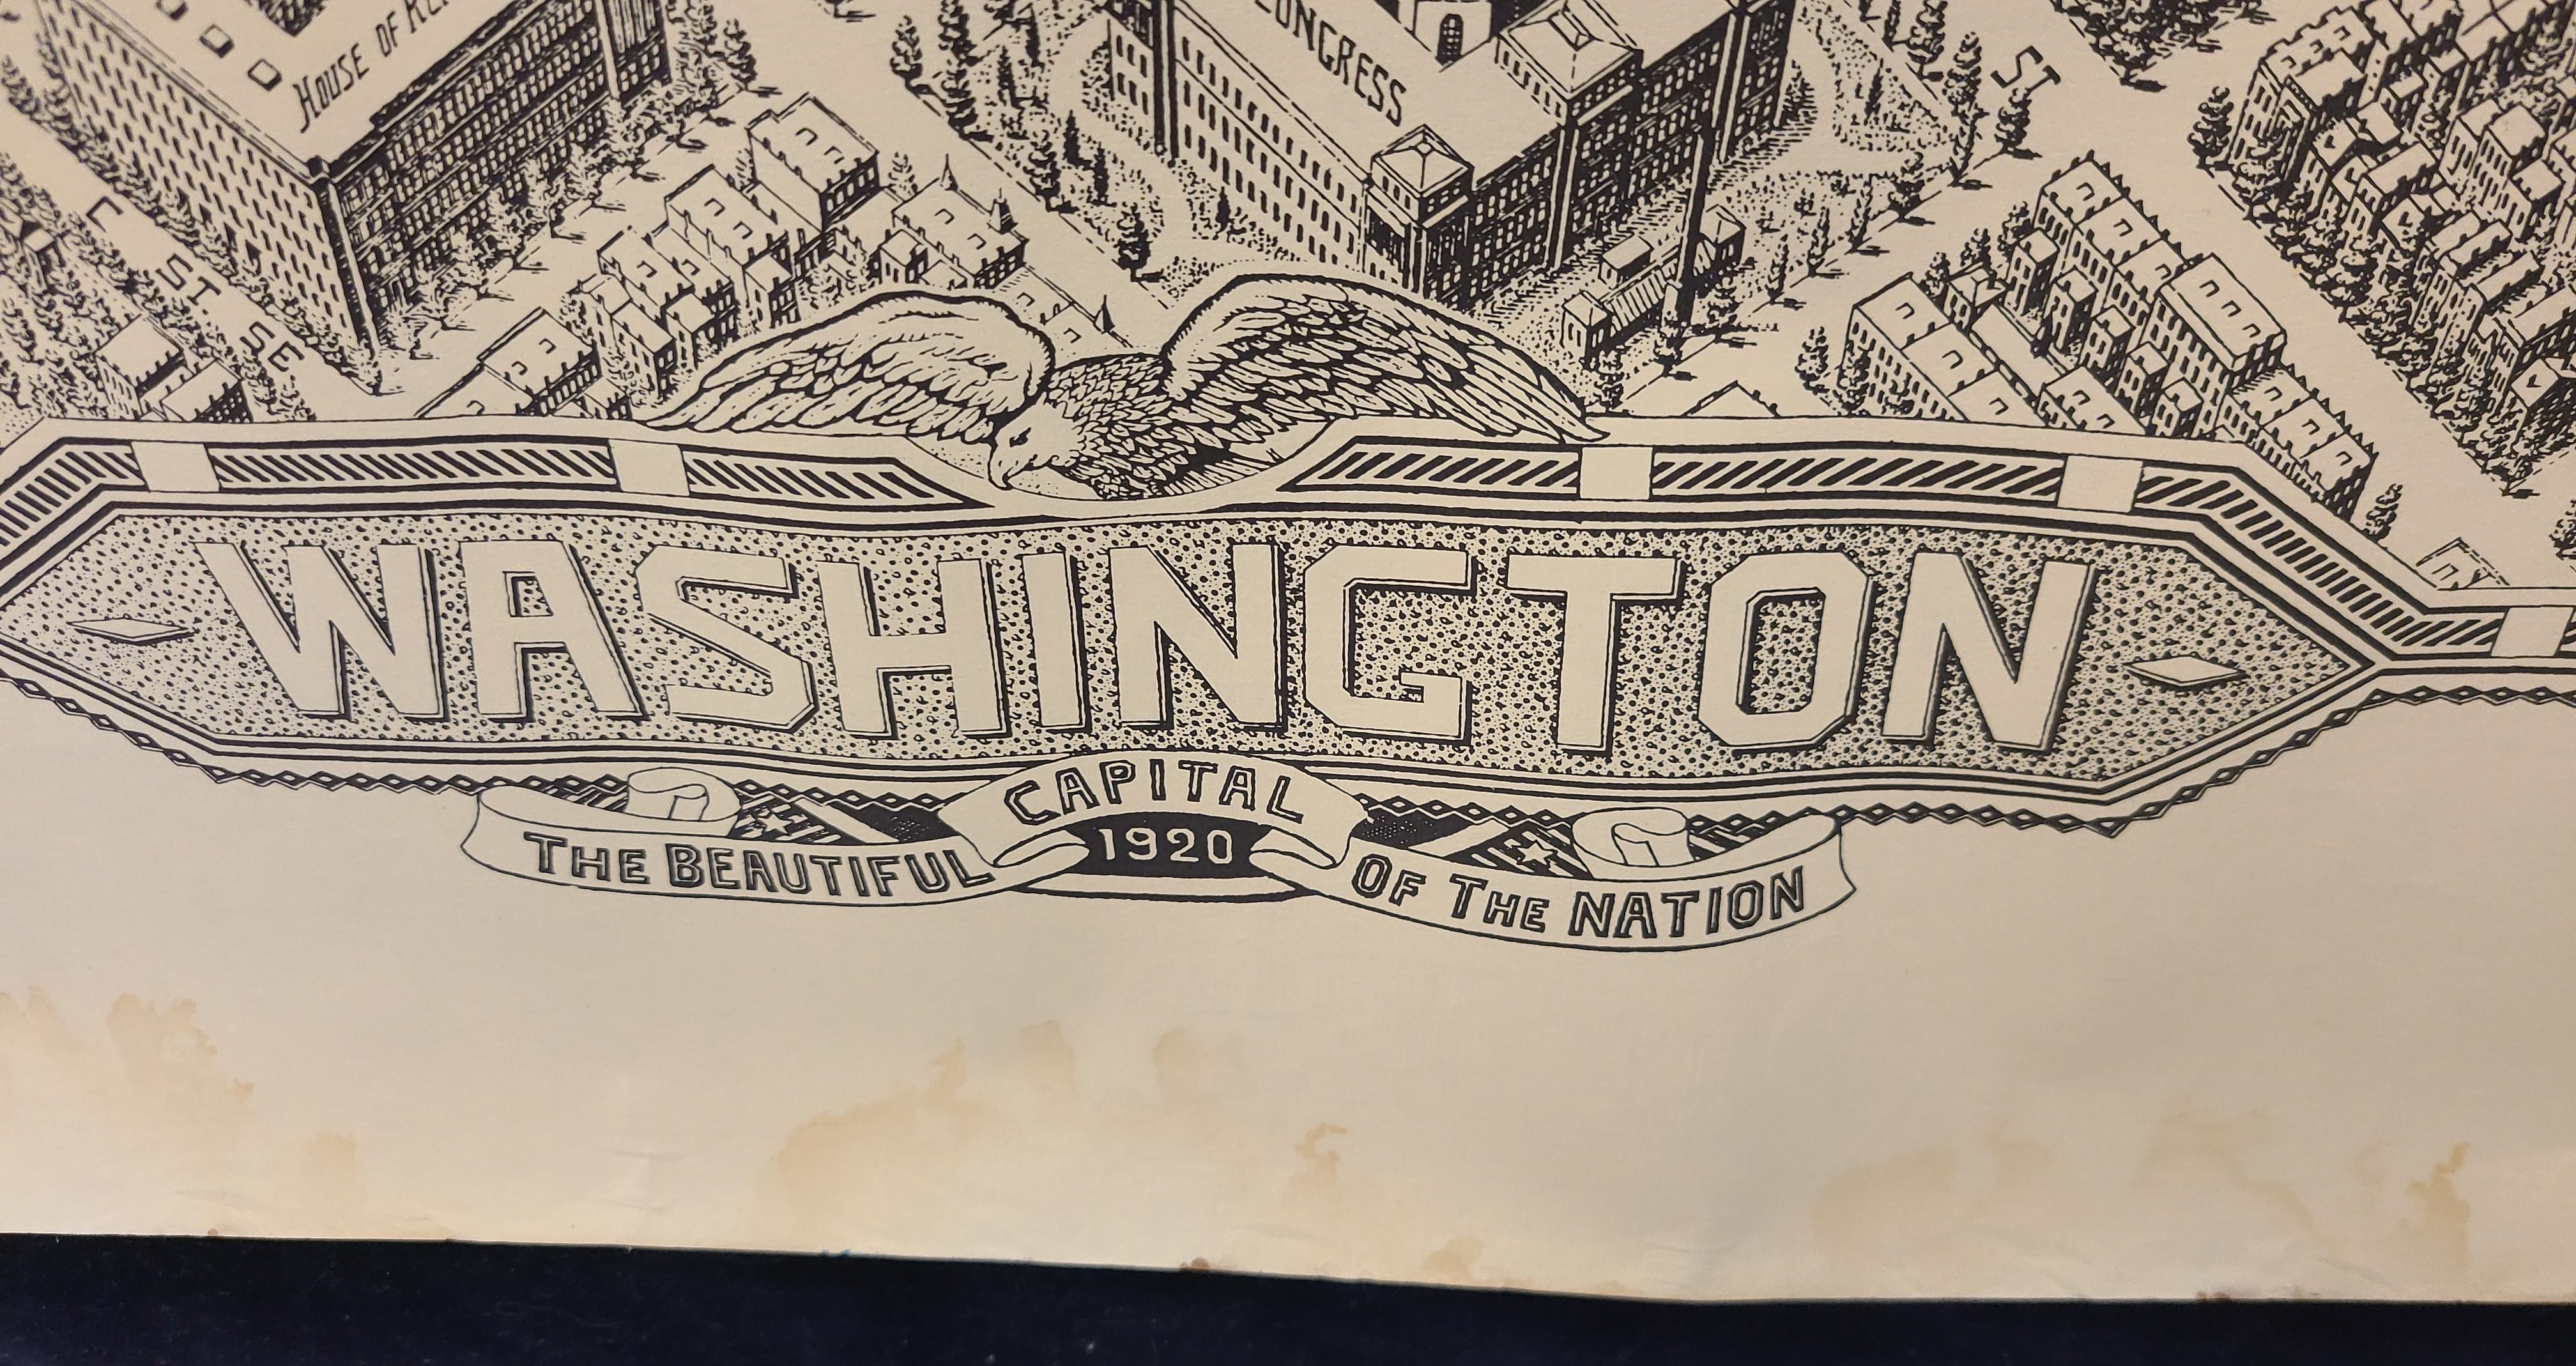 HOUSE OF
CONGRESS
ST
C ST SE
WASHINGTON
THE BEAUTIFUL CAPITAL OF THE NATION
1920